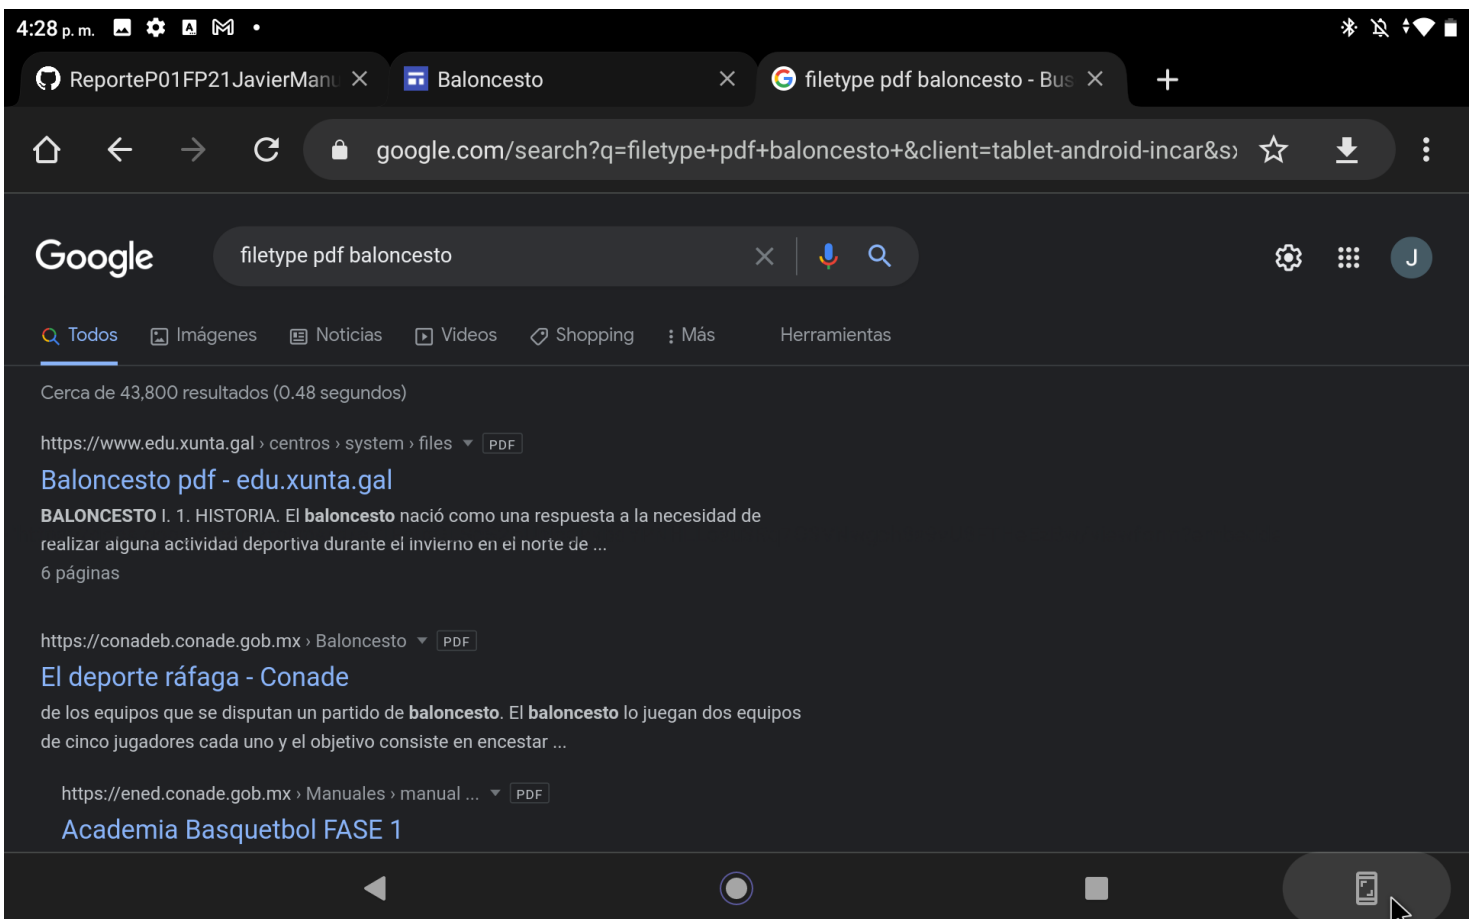 4:28 p. m.
ReporteP01FP21JavierManu
Baloncesto
filetype pdf baloncesto - Bus
google.com/search?q=filetype+pdf+baloncesto+&client=tablet-android-incar&s
Google
filetype pdf baloncesto
J
Todos
Imágenes
Noticias
Videos
Shopping
Más
Herramientas
Cerca de 43,800 resultados (0.48 segundos)
https://www.edu.xunta.gal › centros › system › files PDF
Baloncesto pdf - edu.xunta.gal
BALONCESTO I. 1. HISTORIA. El baloncesto nació como una respuesta a la necesidad de
realizar alguna actividad deportiva durante el invierno en el norte de ...
6 páginas
https://conadeb.conade.gob.mx › Baloncesto PDF
El deporte ráfaga - Conade
de los equipos que se disputan un partido de baloncesto. El baloncesto lo juegan dos equipos
de cinco jugadores cada uno y el objetivo consiste en encestar ...
https://ened.conade.gob.mx › Manuales › manual ... PDF
Academia Basquetbol FASE 1